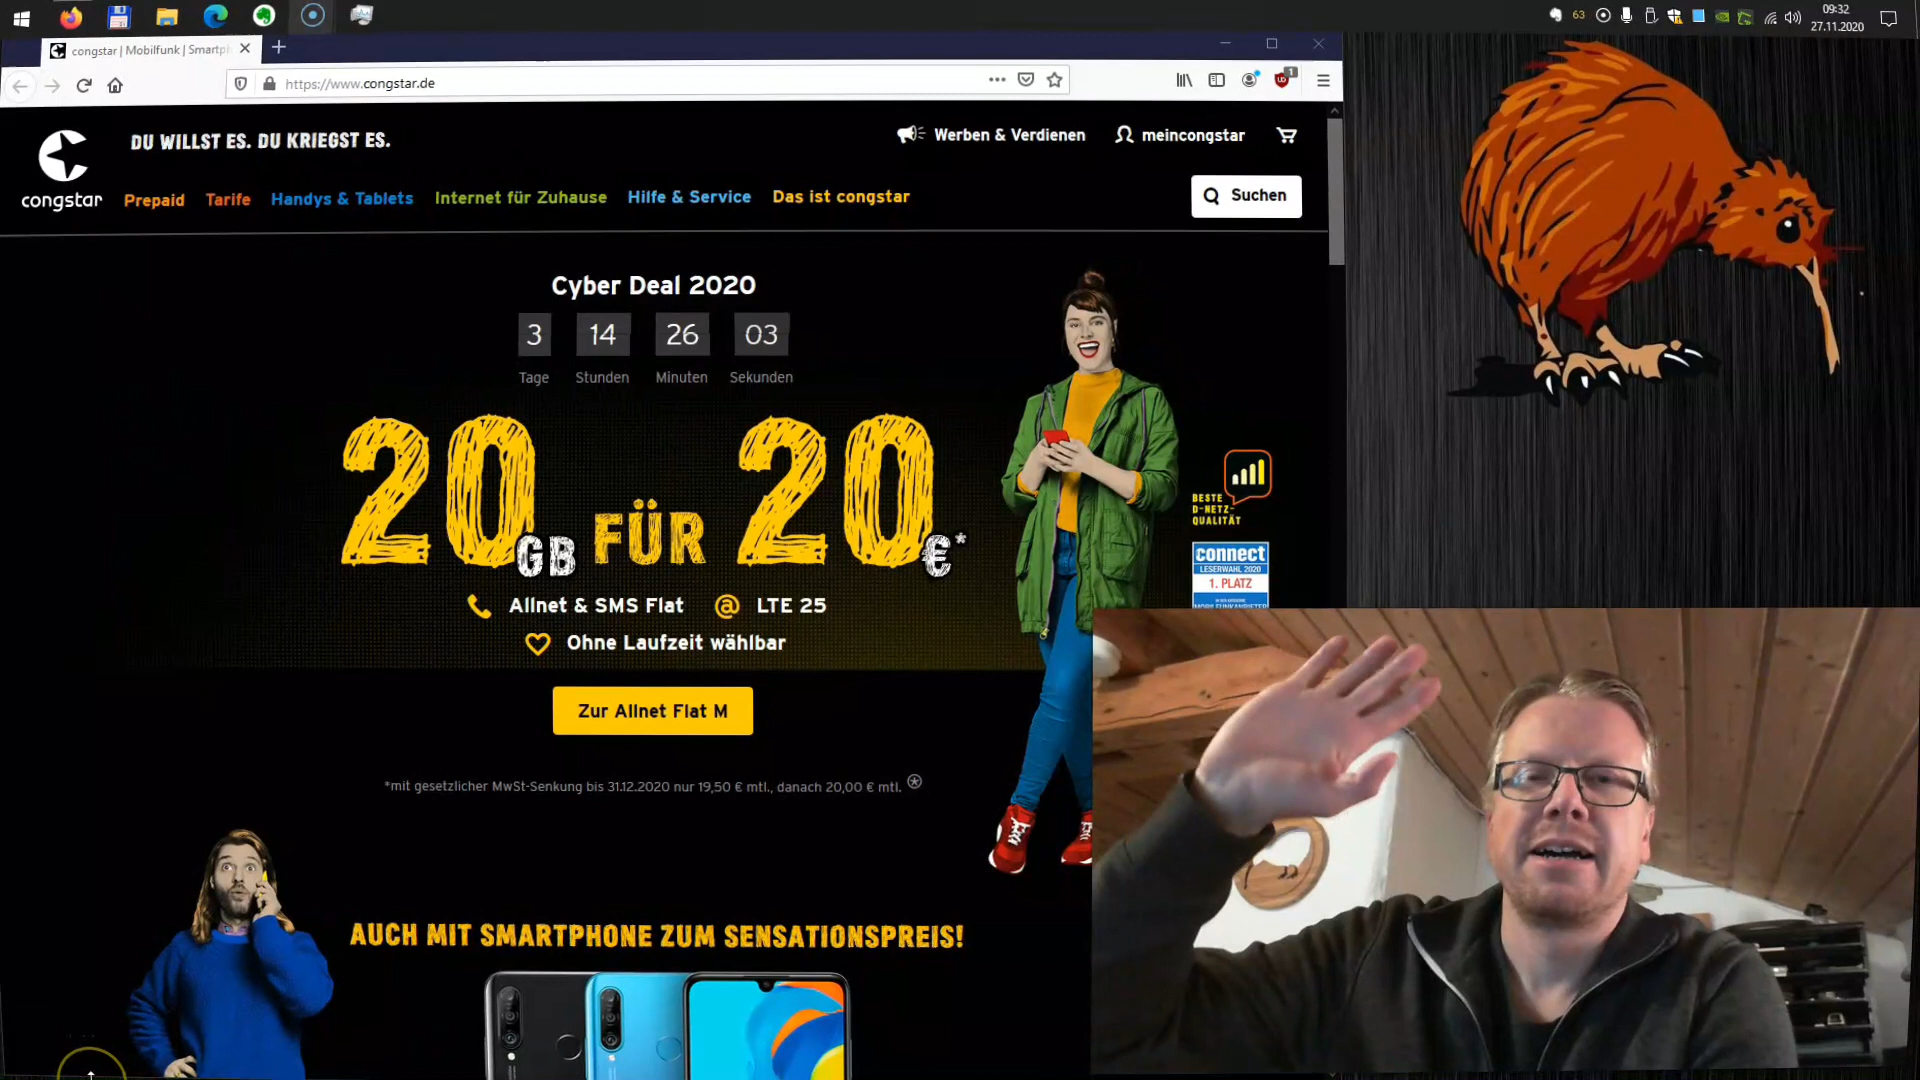 63
09:32
27.11.2020
congstar | Mobilfunk | Smartph
https://www.congstar.de
1
DU WILLST ES. DU KRIEGST ES.
Werben & Verdienen
meincongstar
congstar
Prepaid
Tarife
Handys & Tablets
Internet für Zuhause
Hilfe & Service
Das ist congstar
Suchen
Cyber Deal 2020
3 14 26 03
Tage Stunden Minuten Sekunden
20 GB FÜR 20 €*
BESTE
D-NETZ-
QUALITÄT
connect
LESERWAHL 2020
1. PLATZ
Allnet & SMS Flat @ LTE 25
Ohne Laufzeit wählbar
Zur Allnet Flat M
*mit gesetzlicher MwSt-Senkung bis 31.12.2020 nur 19,50 € mtl., danach 20,00 € mtl.
AUCH MIT SMARTPHONE ZUM SENSATIONSPREIS!